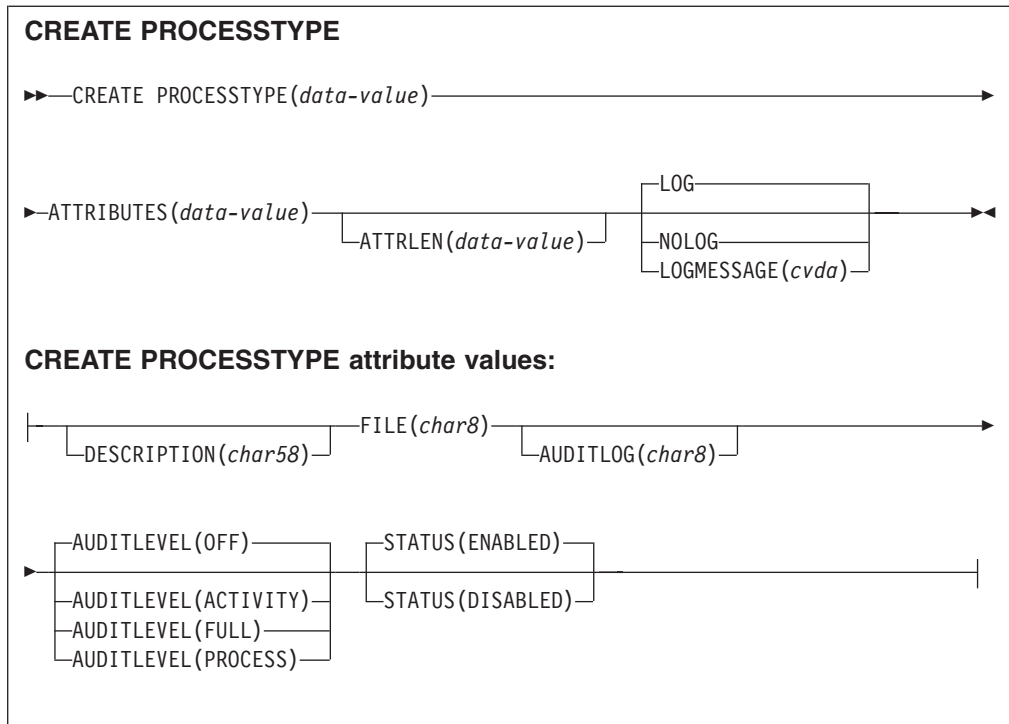 CREATE PROCESSTYPE
CREATE PROCESSTYPE(data-value)
LOG
ATTRIBUTES(data-value)
ATTRLEN(data-value)
NOLOG
LOGMESSAGE(cvda)
CREATE PROCESSTYPE attribute values:
FILE(char8)
DESCRIPTION(char58)
AUDITLOG(char8)
AUDITLEVEL(OFF) STATUS(ENABLED)
AUDITLEVEL(ACTIVITY) STATUS(DISABLED)
AUDITLEVEL(FULL)
AUDITLEVEL(PROCESS)